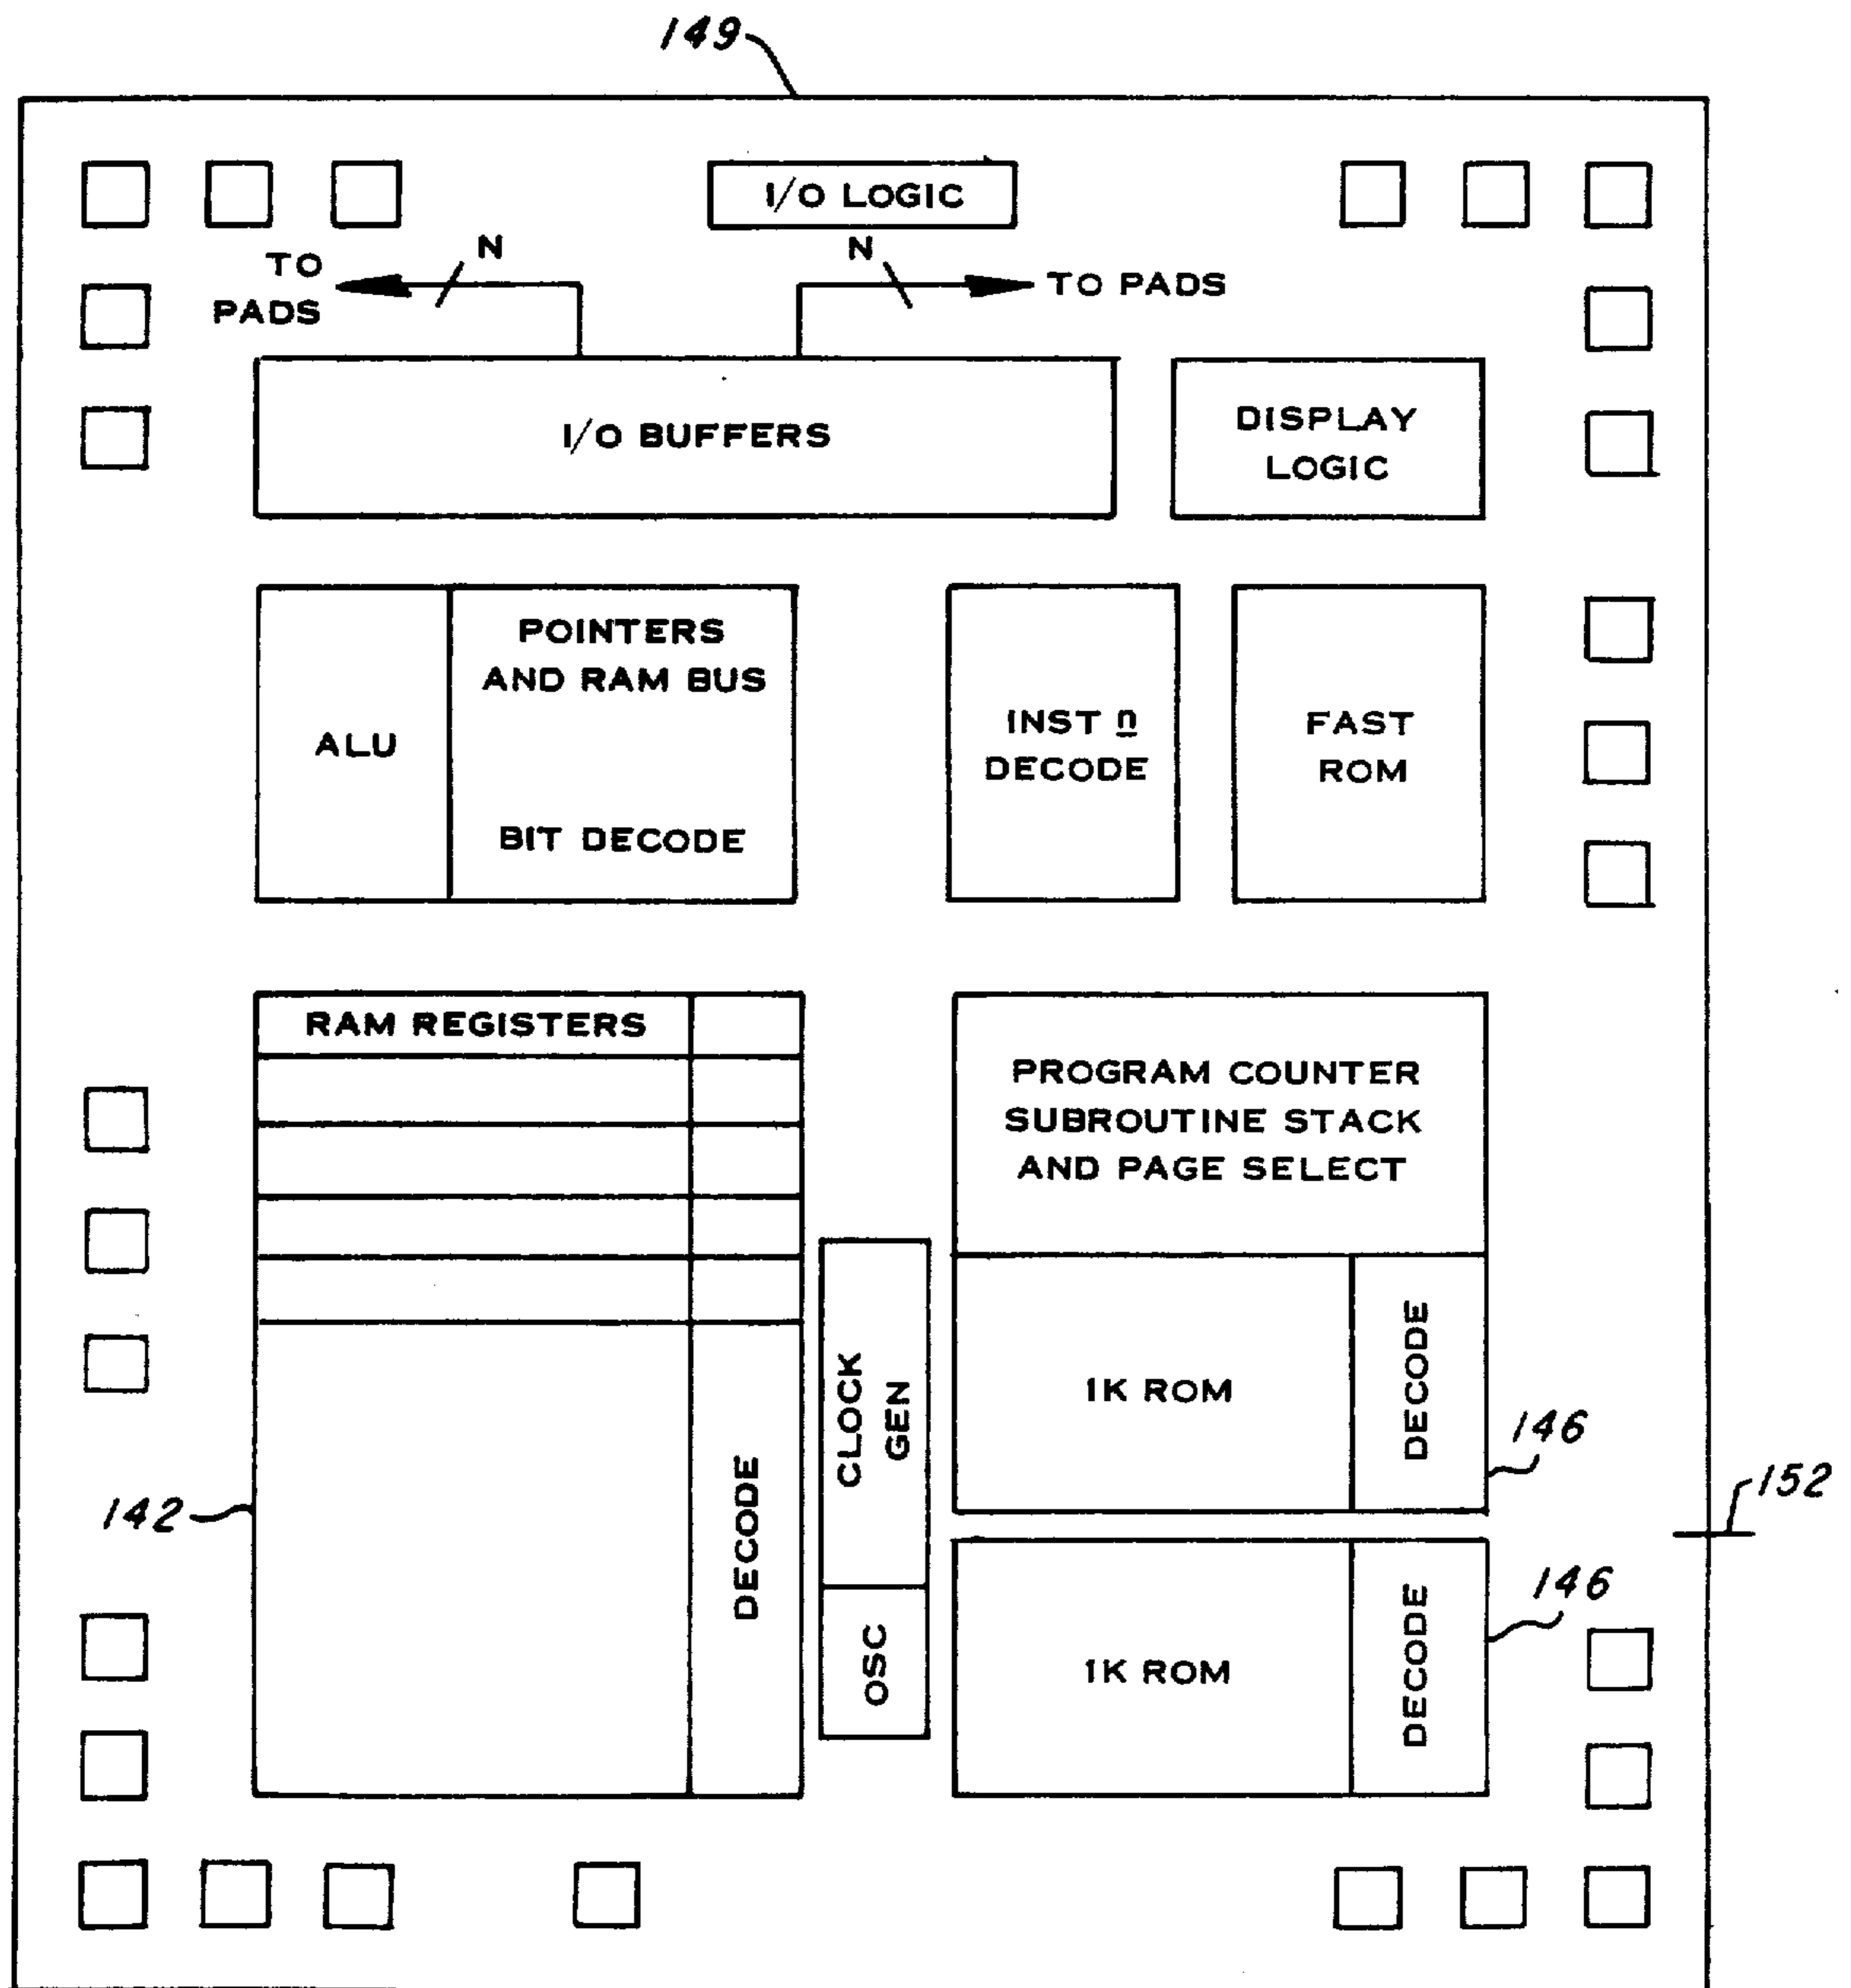 149
I/O LOGIC
N
N
TO
PADS
TO PADS
I/O BUFFERS
DISPLAY
LOGIC
ALU
POINTERS
AND RAM BUS
BIT DECODE
INST n
DECODE
FAST
ROM
RAM REGISTERS
DECODE
142
CLOCK
GEN
OSC
PROGRAM COUNTER
SUBROUTINE STACK
AND PAGE SELECT
1K ROM
DECODE
146
152
1K ROM
DECODE
146